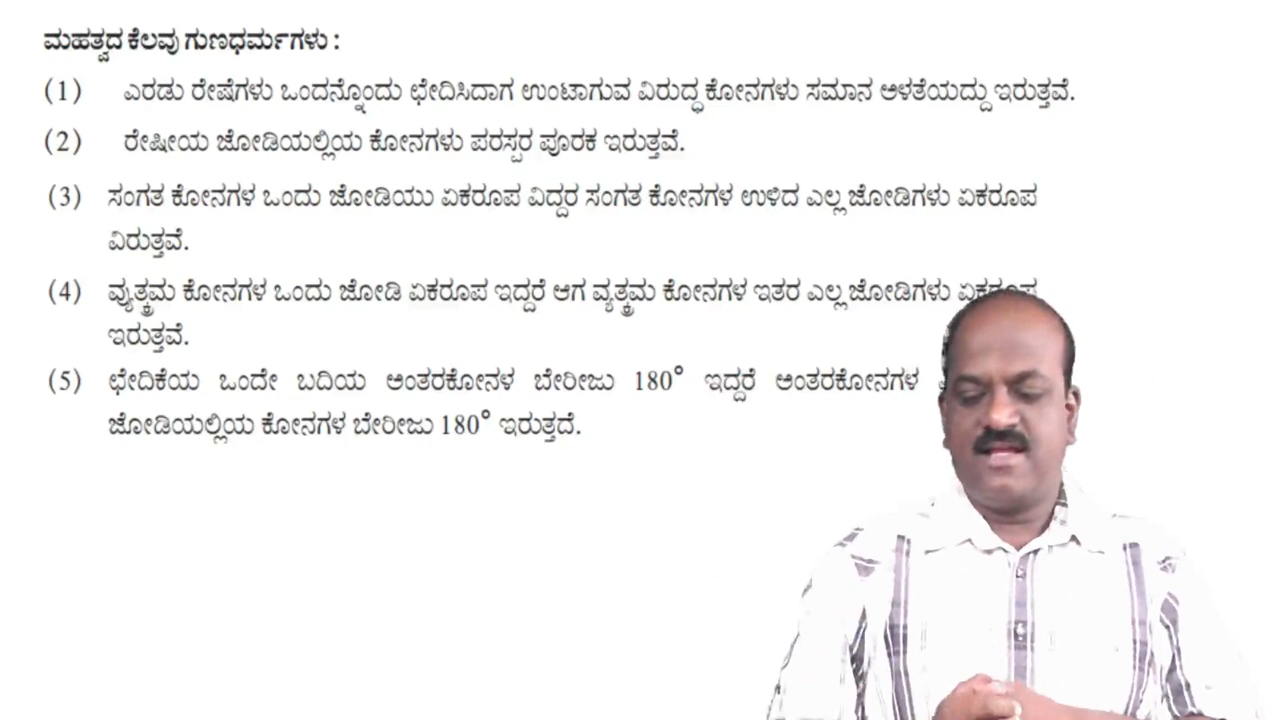 ಮಹತ್ವದ ಕೆಲವು ಗುಣಧರ್ಮಗಳು :
(1) ಎರಡು ರೇಷೆಗಳು ಒಂದನ್ನೊಂದು ಛೇದಿಸಿದಾಗ ಉಂಟಾಗುವ ವಿರುದ್ಧ ಕೋನಗಳು ಸಮಾನ ಅಳತೆಯದ್ದು ಇರುತ್ತವೆ.
(2) ರೇಷೀಯ ಜೋಡಿಯಲ್ಲಿಯ ಕೋನಗಳು ಪರಸ್ಪರ ಪೂರಕ ಇರುತ್ತವೆ.
(3) ಸಂಗತ ಕೋನಗಳ ಒಂದು ಜೋಡಿಯು ಏಕರೂಪ ವಿದ್ದರ ಸಂಗತ ಕೋನಗಳ ಉಳಿದ ಎಲ್ಲ ಜೋಡಿಗಳು ಏಕರೂಪ
ವಿರುತ್ತವೆ.
(4) ವ್ಯುತ್ಕ್ರಮ ಕೋನಗಳ ಒಂದು ಜೋಡಿ ಏಕರೂಪ ಇದ್ದರೆ ಆಗ ವ್ಯತ್ಕ್ರಮ ಕೋನಗಳ ಇತರ ಎಲ್ಲ ಜೋಡಿಗಳು ಏಕರೂಪ
ಇರುತ್ತವೆ.
(5) ಛೇದಿಕೆಯ ಒಂದೇ ಬದಿಯ ಅಂತರಕೋನಳ ಬೇರೀಜು 180° ಇದ್ದರೆ ಅಂತರಕೋನಗಳ
ಜೋಡಿಯಲ್ಲಿಯ ಕೋನಗಳ ಬೇರೀಜು 180° ಇರುತ್ತದೆ.